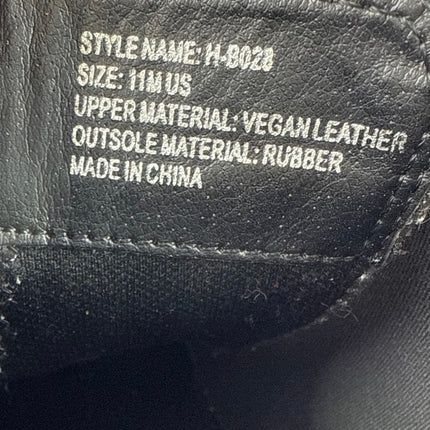 STYLE NAME: H-B028
SIZE: 11M US
UPPER MATERIAL: VEGAN LEATHER
OUTSOLE MATERIAL: RUBBER
MADE IN CHINA